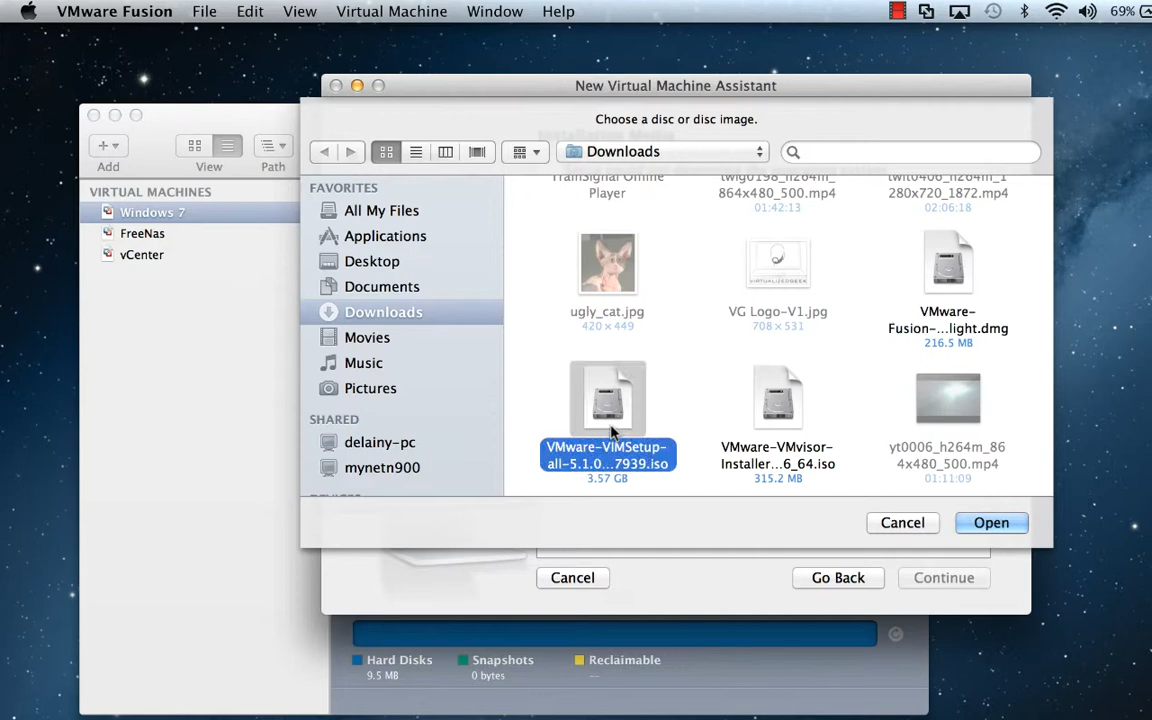 VMware Fusion File Edit View Virtual Machine Window Help 69%
New Virtual Machine Assistant
Choose a disc or disc image.
Downloads
Add View Path
VIRTUAL MACHINES
Windows 7
FreeNas
vCenter
FAVORITES
All My Files
Applications
Desktop
Documents
Downloads
Movies
Music
Pictures
SHARED
delainy-pc
mynetn900
TrainSignal Online
Player
twig0198_h264m_
864x480_500.mp4
01:42:13
twit0406_h264m_1
280x720_1872.mp4
02:06:18
ugly_cat.jpg
420 × 449
VIRTUALIZEDGEEK
VG Logo-V1.jpg
708 × 531
VMware-
Fusion-...light.dmg
216.5 MB
VMware-VIMSetup-
all-5.1.0...7939.iso
3.57 GB
VMware-VMvisor-
Installer...6_64.iso
315.2 MB
yt0006_h264m_86
4x480_500.mp4
01:11:09
Cancel Open
Cancel Go Back Continue
Hard Disks
9.5 MB
Snapshots
0 bytes
Reclaimable
--